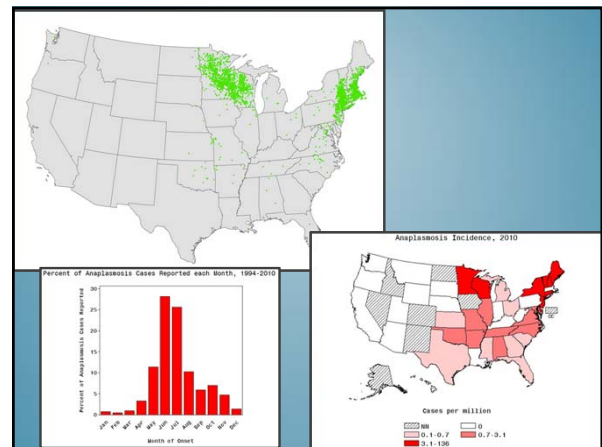 Percent of Anaplasmosis Cases Reported each Month, 1994-2010
Percent of Anaplasmosis Cases Reported
30
25
20
15
10
5
0
Jan
Feb
Mar
Apr
May
Jun
Jul
Aug
Sep
Oct
Nov
Dec
Month of Onset
Anaplasmosis Incidence, 2010
DC
Cases per million
NN
0
0.1-0.7
0.7-3.1
3.1-136